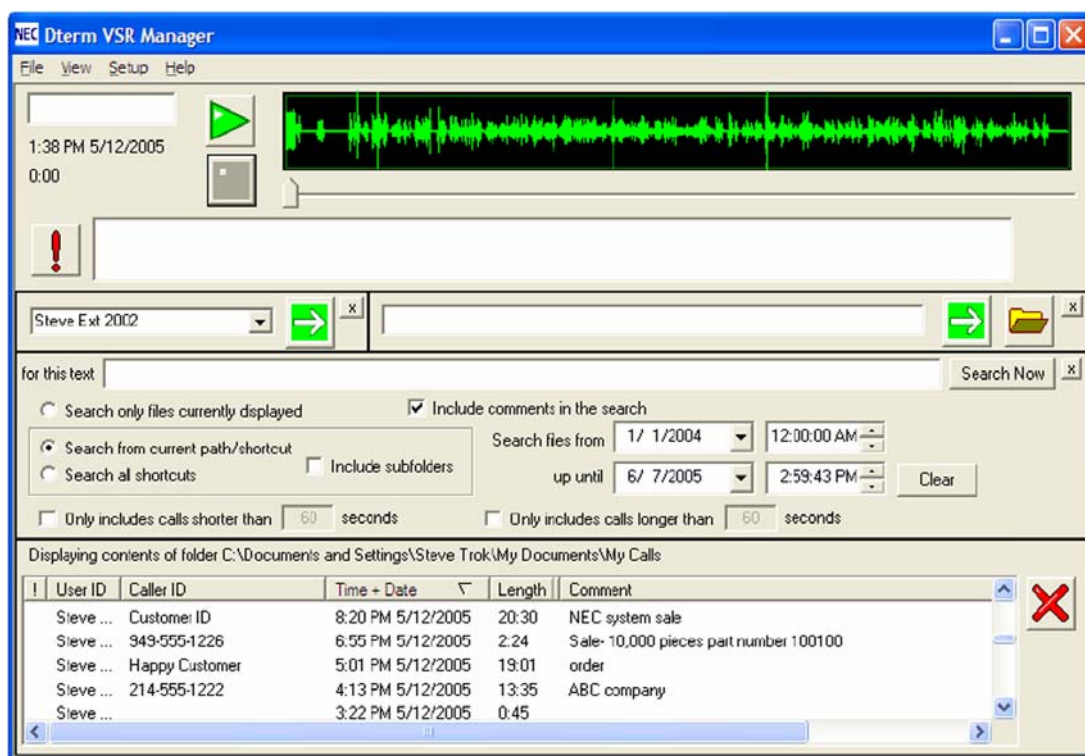 NEC Dterm VSR Manager
File View Setup Help
1:38 PM 5/12/2005
0:00
!
Steve Ext 2002
x
x
for this text
Search Now
x
Search only files currently displayed
Include comments in the search
Search from current path/shortcut
Search all shortcuts
Include subfolders
Search files from 1/ 1/2004 12:00:00 AM
up until 6/ 7/2005 2:59:43 PM
Clear
Only includes calls shorter than 60 seconds
Only includes calls longer than 60 seconds
Displaying contents of folder C:\Documents and Settings\Steve Trok\My Documents\My Calls
! User ID Caller ID Time + Date Length Comment
Steve ... Customer ID 8:20 PM 5/12/2005 20:30 NEC system sale
Steve ... 949-555-1226 6:55 PM 5/12/2005 2:24 Sale- 10,000 pieces part number 100100
Steve ... Happy Customer 5:01 PM 5/12/2005 19:01 order
Steve ... 214-555-1222 4:13 PM 5/12/2005 13:35 ABC company
Steve ... 3:22 PM 5/12/2005 0:45